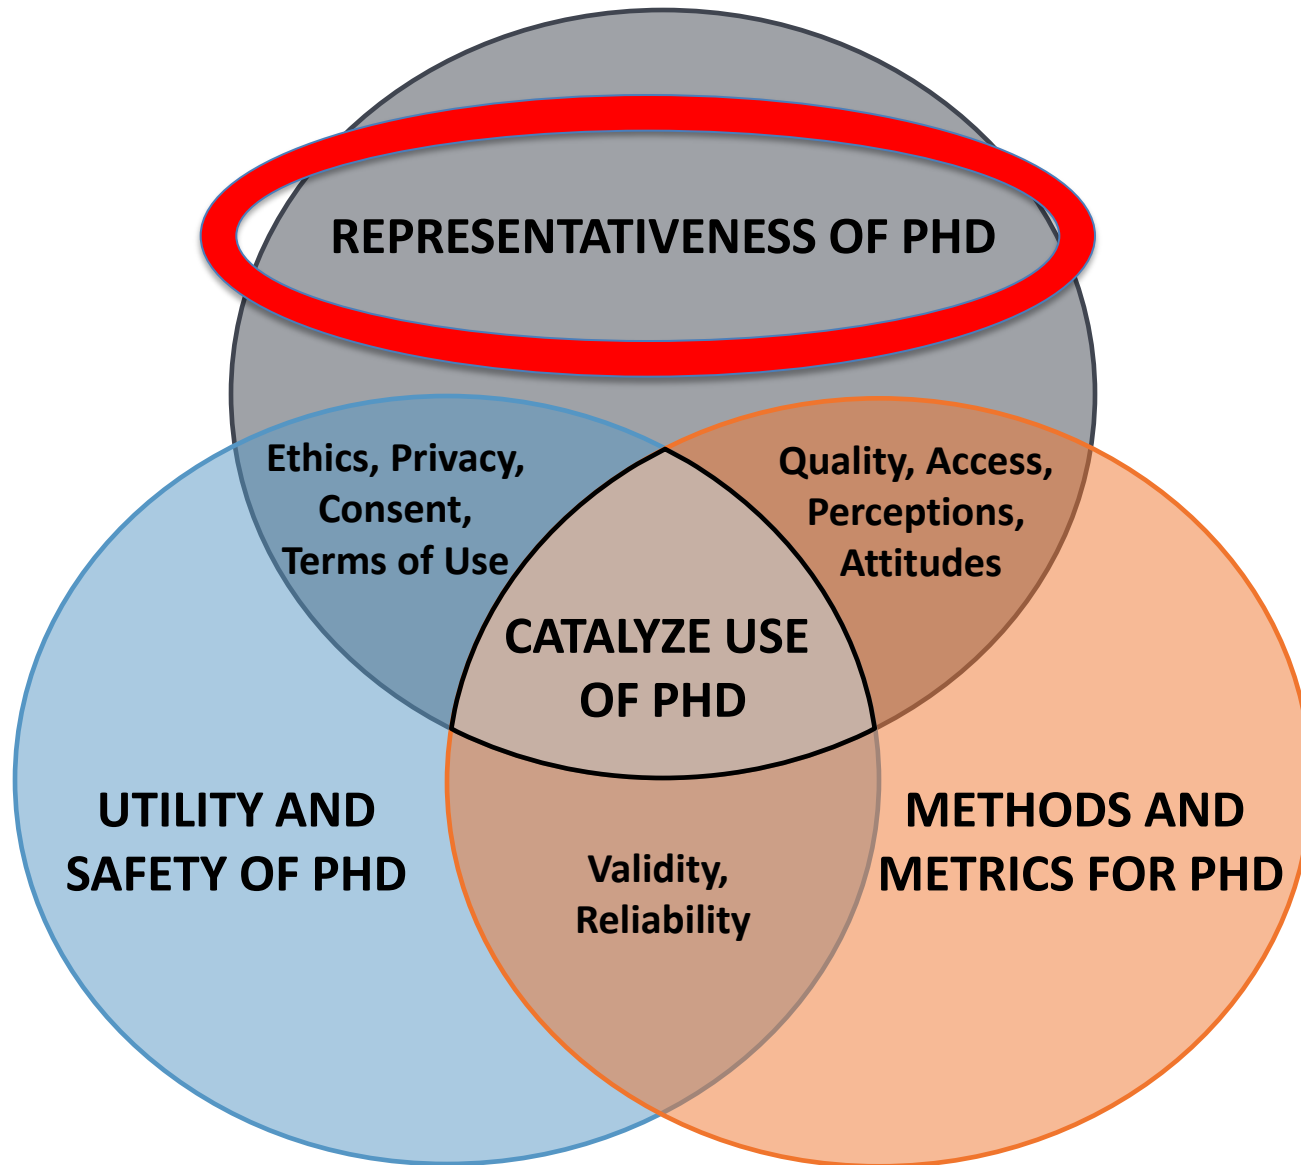 REPRESENTATIVENESS OF PHD
Ethics, Privacy,
Consent,
Terms of Use
Quality, Access,
Perceptions,
Attitudes
CATALYZE USE
OF PHD
UTILITY AND
SAFETY OF PHD
METHODS AND
METRICS FOR PHD
Validity,
Reliability